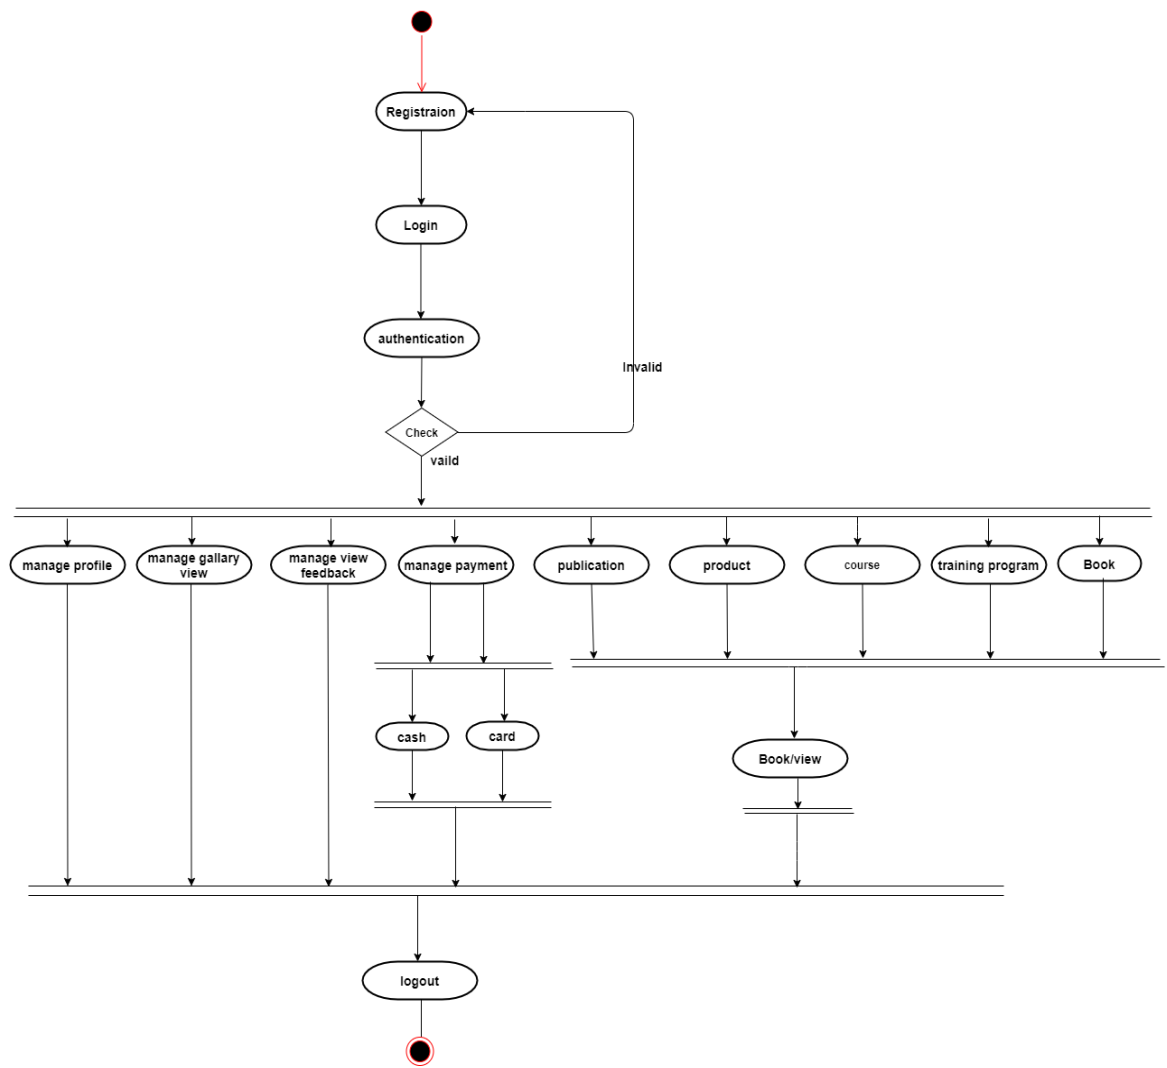 Registraion
Login
authentication
Invalid
Check
vaild
manage profile
manage gallary
view
manage view
feedback
manage payment
publication
product
course
training program
Book
cash
card
Book/view
logout